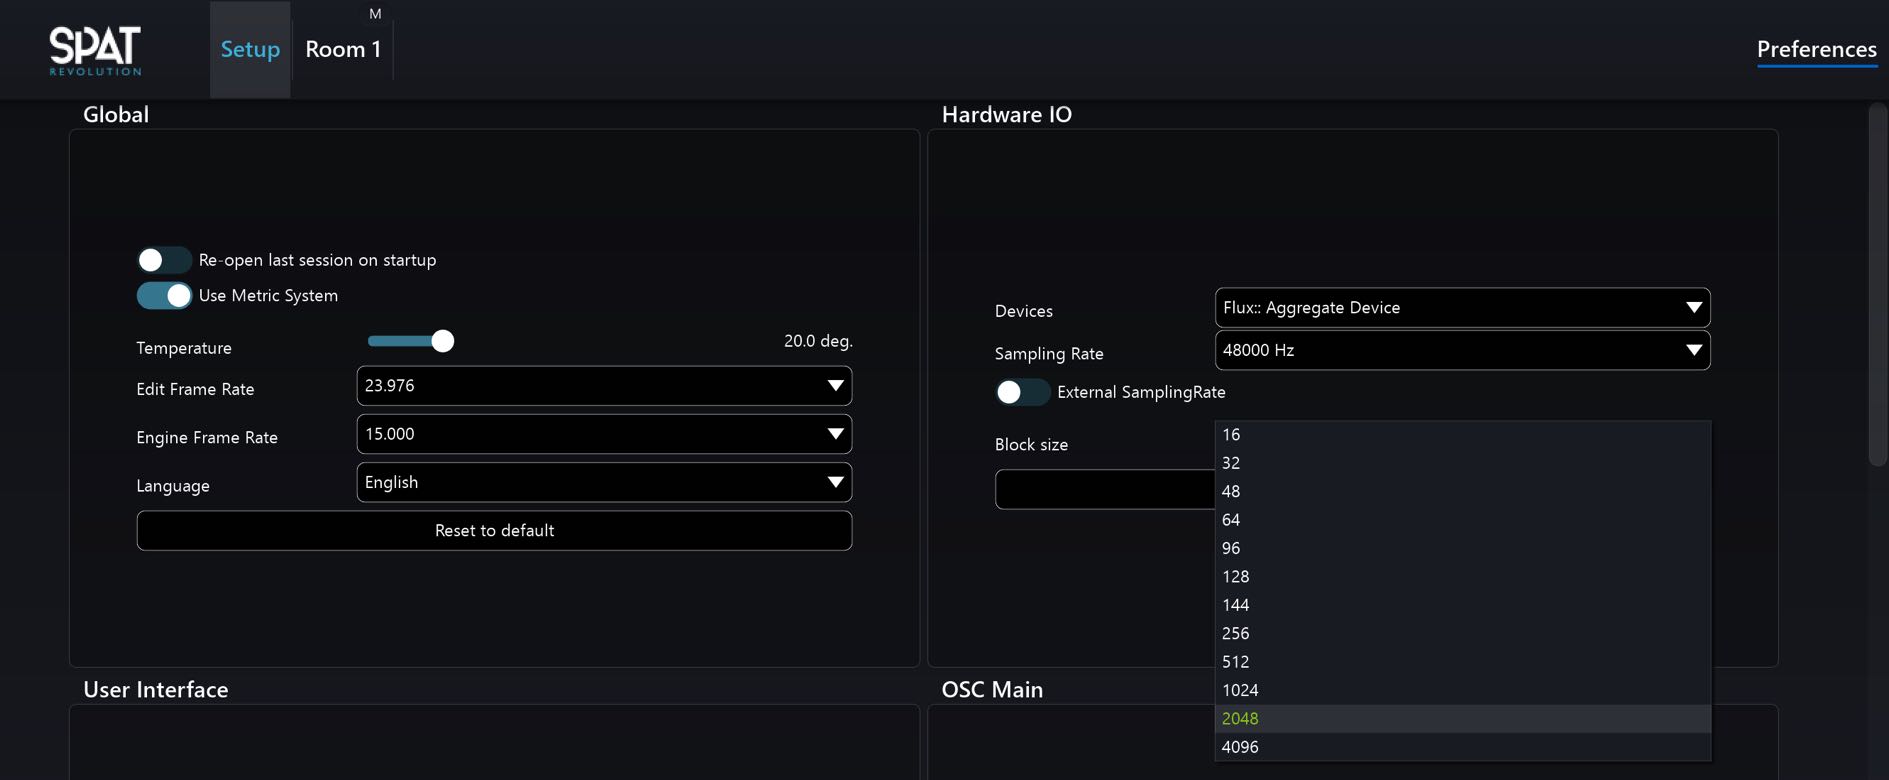 M
SPAT
REVOLUTION
Setup
Room 1
Preferences
Global
Re-open last session on startup
Use Metric System
Temperature
20.0 deg.
Edit Frame Rate
23.976
Engine Frame Rate
15.000
Language
English
Reset to default
Hardware IO
Devices
Flux:: Aggregate Device
Sampling Rate
48000 Hz
External SamplingRate
Block size
16
32
48
64
96
128
144
256
512
1024
2048
4096
User Interface
OSC Main